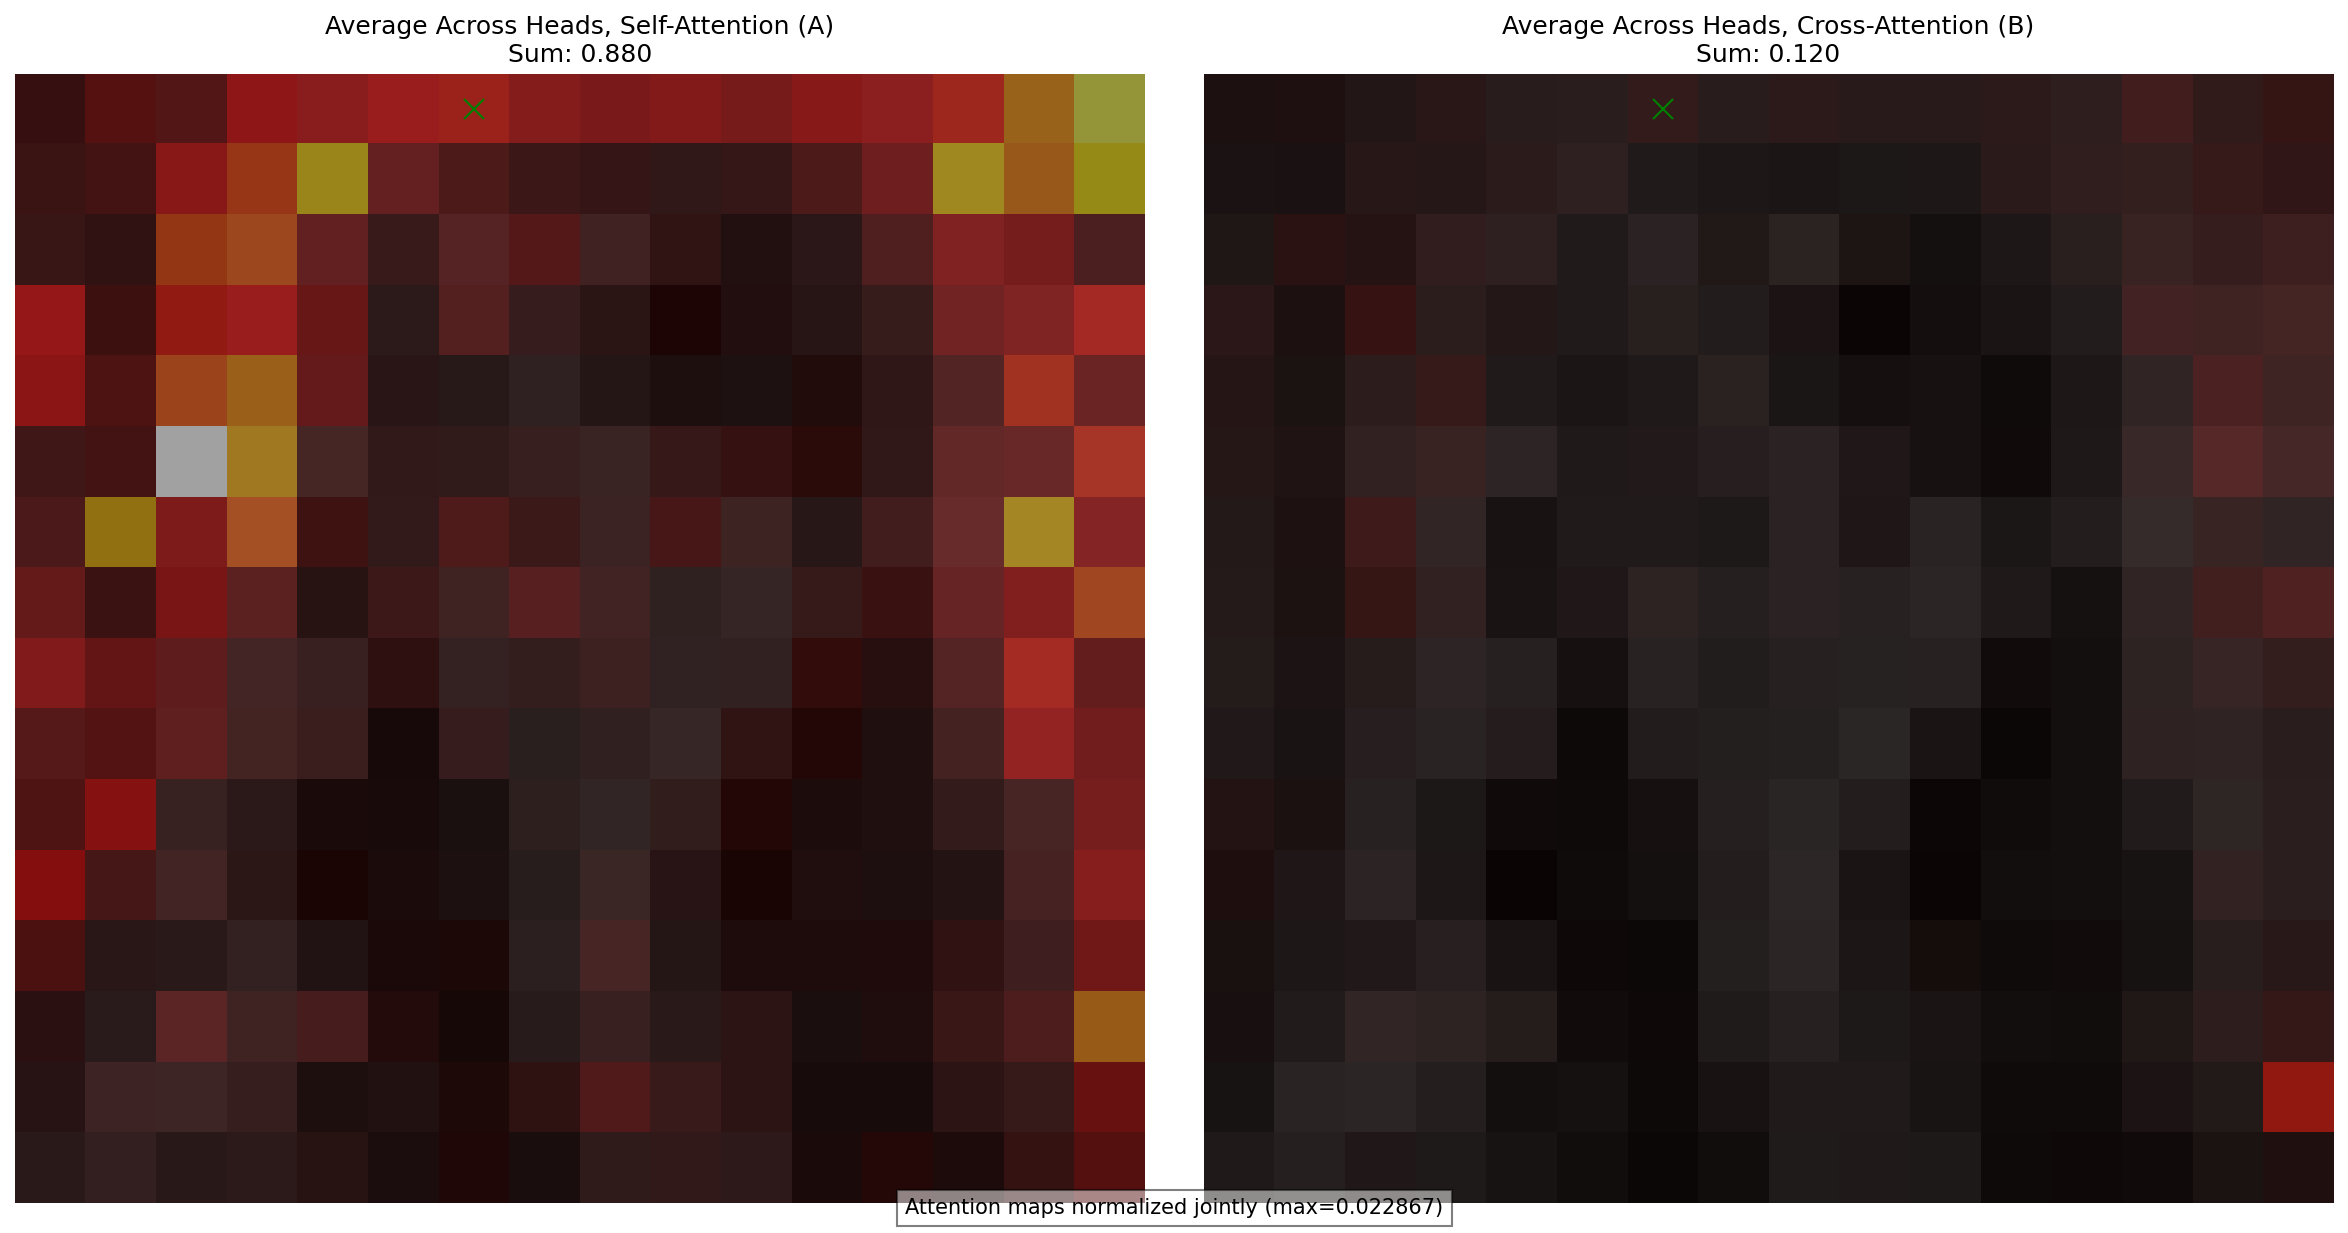 Average Across Heads, Self-Attention (A)
Sum: 0.880
Average Across Heads, Cross-Attention (B)
Sum: 0.120
Attention maps normalized jointly (max=0.022867)